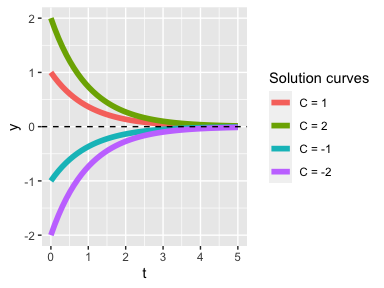 2
1
0
-1
-2
y
0 1 2 3 4 5
t
Solution curves
C = 1
C = 2
C = -1
C = -2